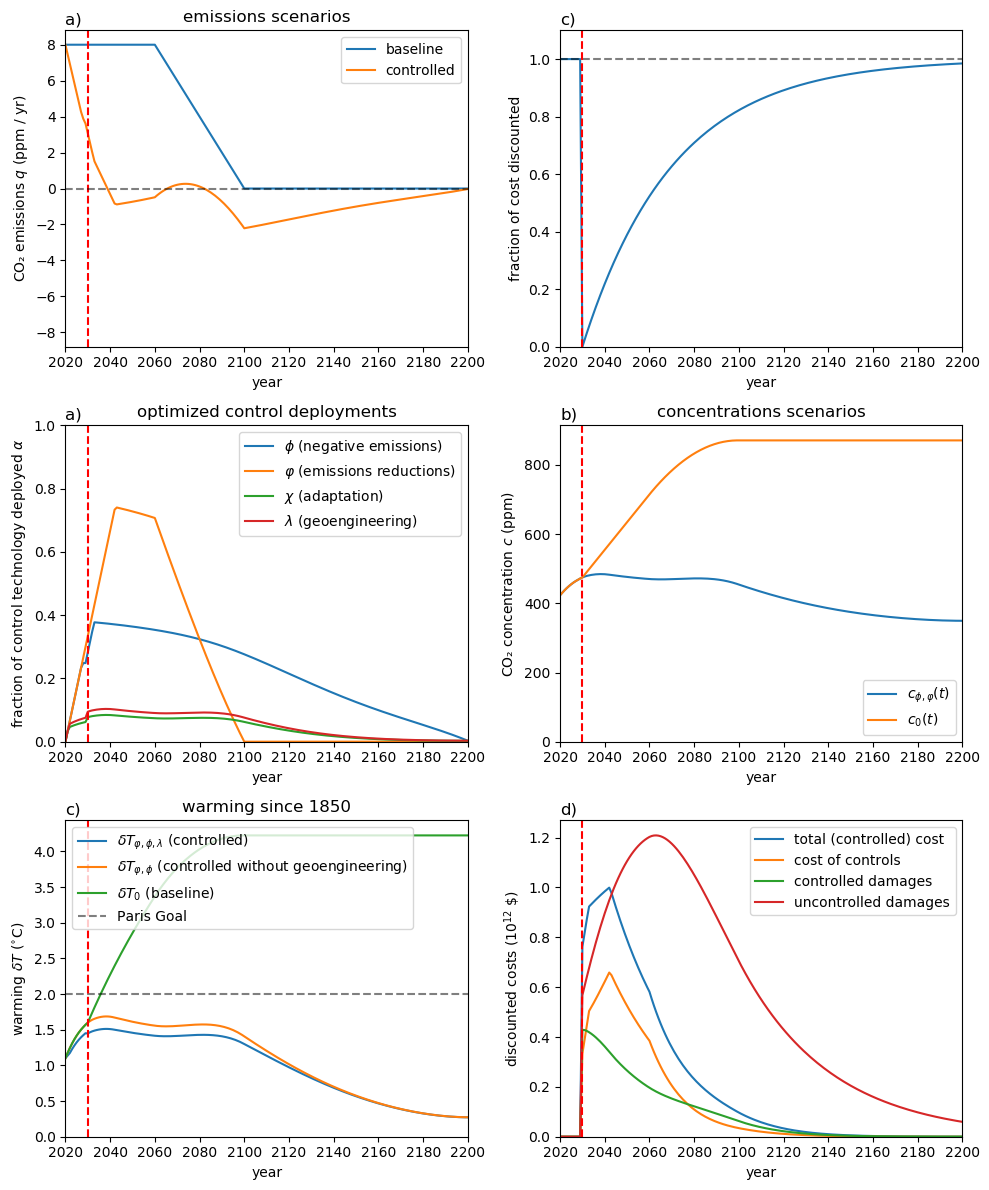 a)
emissions scenarios
8
6
4
2
0
−2
−4
−6
−8
CO₂ emissions q (ppm / yr)
baseline
controlled
2020 2040 2060 2080 2100 2120 2140 2160 2180 2200
year
c)
1.0
0.8
0.6
0.4
0.2
0.0
fraction of cost discounted
2020 2040 2060 2080 2100 2120 2140 2160 2180 2200
year
a)
optimized control deployments
1.0
0.8
0.6
0.4
0.2
0.0
fraction of control technology deployed α
ϕ (negative emissions)
φ (emissions reductions)
χ (adaptation)
λ (geoengineering)
2020 2040 2060 2080 2100 2120 2140 2160 2180 2200
year
b)
concentrations scenarios
800
600
400
200
0
CO₂ concentration c (ppm)
cϕ,φ(t)
c₀(t)
2020 2040 2060 2080 2100 2120 2140 2160 2180 2200
year
c)
warming since 1850
4.0
3.5
3.0
2.5
2.0
1.5
1.0
0.5
0.0
warming δT (°C)
δTφ,ϕ,λ (controlled)
δTφ,ϕ (controlled without geoengineering)
δT₀ (baseline)
Paris Goal
2020 2040 2060 2080 2100 2120 2140 2160 2180 2200
year
d)
1.2
1.0
0.8
0.6
0.4
0.2
0.0
discounted costs (10¹² $)
total (controlled) cost
cost of controls
controlled damages
uncontrolled damages
2020 2040 2060 2080 2100 2120 2140 2160 2180 2200
year